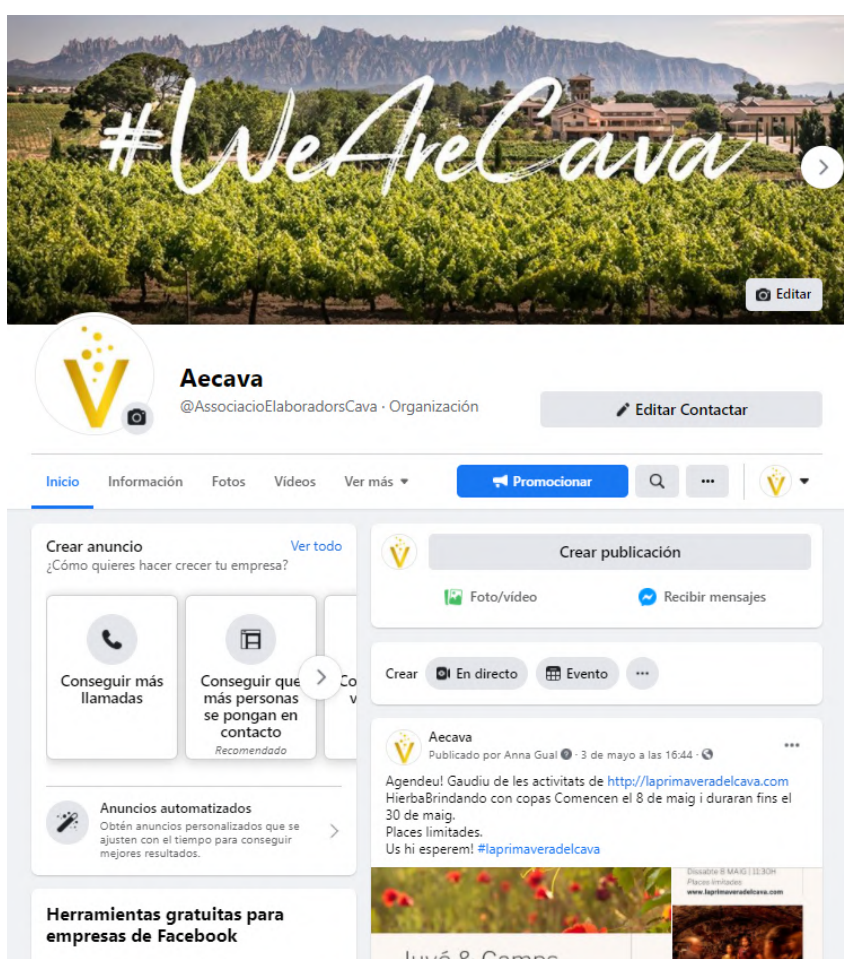 #WeAreCava
Editar
Aecava
@AssociacioElaboradorsCava · Organización
Editar Contactar
Inicio Información Fotos Vídeos Ver más
Promocionar
Crear anuncio Ver todo
¿Cómo quieres hacer crecer tu empresa?
Conseguir más
llamadas
Conseguir que
más personas
se pongan en
contacto
Recomendado
Co
v
Anuncios automatizados
Obtén anuncios personalizados que se
ajusten con el tiempo para conseguir
mejores resultados.
Herramientas gratuitas para
empresas de Facebook
Crear publicación
Foto/vídeo Recibir mensajes
Crear En directo Evento
Aecava
Publicado por Anna Gual · 3 de mayo a las 16:44 ·
Agendeu! Gaudiu de les activitats de http://laprimaveradelcava.com
HierbaBrindando con copas Comencen el 8 de maig i duraran fins el
30 de maig.
Places limitades.
Us hi esperem! #laprimaveradelcava
Dissabte 8 MAIG | 11:30H
Places limitades
www.laprimaveradelcava.com
Juvé & Camps